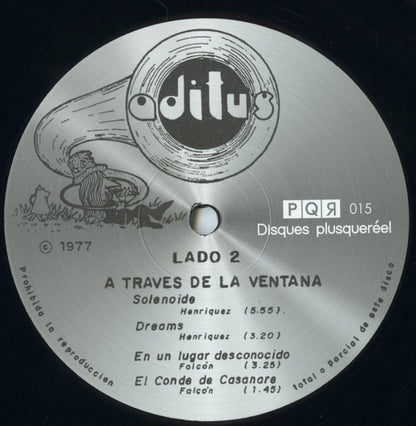 aditus
PQЯ 015
Disques plusqueréel
© 1977
LADO 2
A TRAVES DE LA VENTANA
Solenoide
Henriquez (5.55).
Dreams
Henriquez (3.20)
En un lugar desconocido
Falcón (3.25)
El Conde de Casanare
Falcón (1.45)
Prohibida la reproduccion total o parcial de este disco